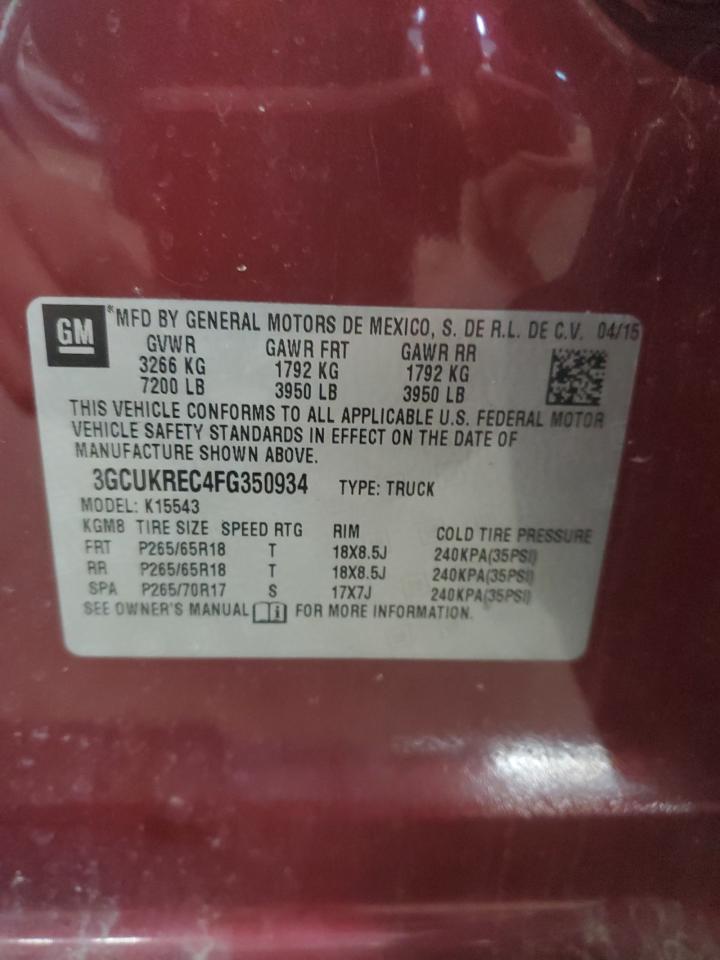 GM *MFD BY GENERAL MOTORS DE MEXICO, S. DE R.L. DE C.V. 04/15
GVWR GAWR FRT GAWR RR
3266 KG 1792 KG 1792 KG
7200 LB 3950 LB 3950 LB
THIS VEHICLE CONFORMS TO ALL APPLICABLE U.S. FEDERAL MOTOR
VEHICLE SAFETY STANDARDS IN EFFECT ON THE DATE OF
MANUFACTURE SHOWN ABOVE.
3GCUKREC4FG350934 TYPE: TRUCK
MODEL: K15543
KGM8 TIRE SIZE SPEED RTG RIM COLD TIRE PRESSURE
FRT P265/65R18 T 18X8.5J 240KPA(35PSI)
RR P265/65R18 T 18X8.5J 240KPA(35PSI)
SPA P265/70R17 S 17X7J 240KPA(35PSI)
SEE OWNER'S MANUAL FOR MORE INFORMATION.